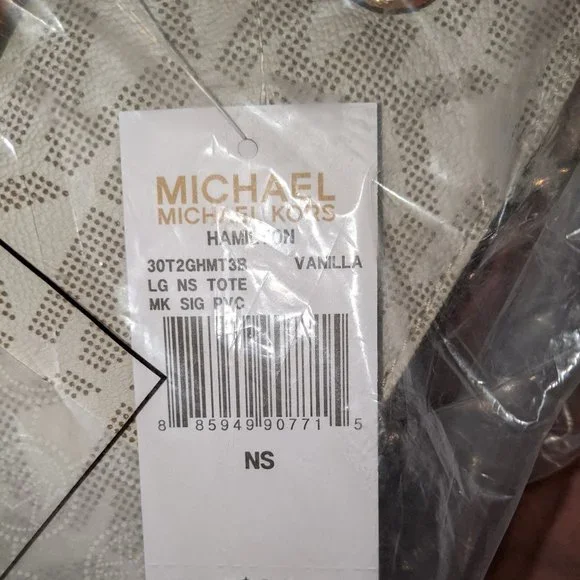 MICHAEL
MICHAEL KORS
HAMILTON
30T2GHMT3B VANILLA
LG NS TOTE
MK SIG PVC
8 85949 90771 5
NS